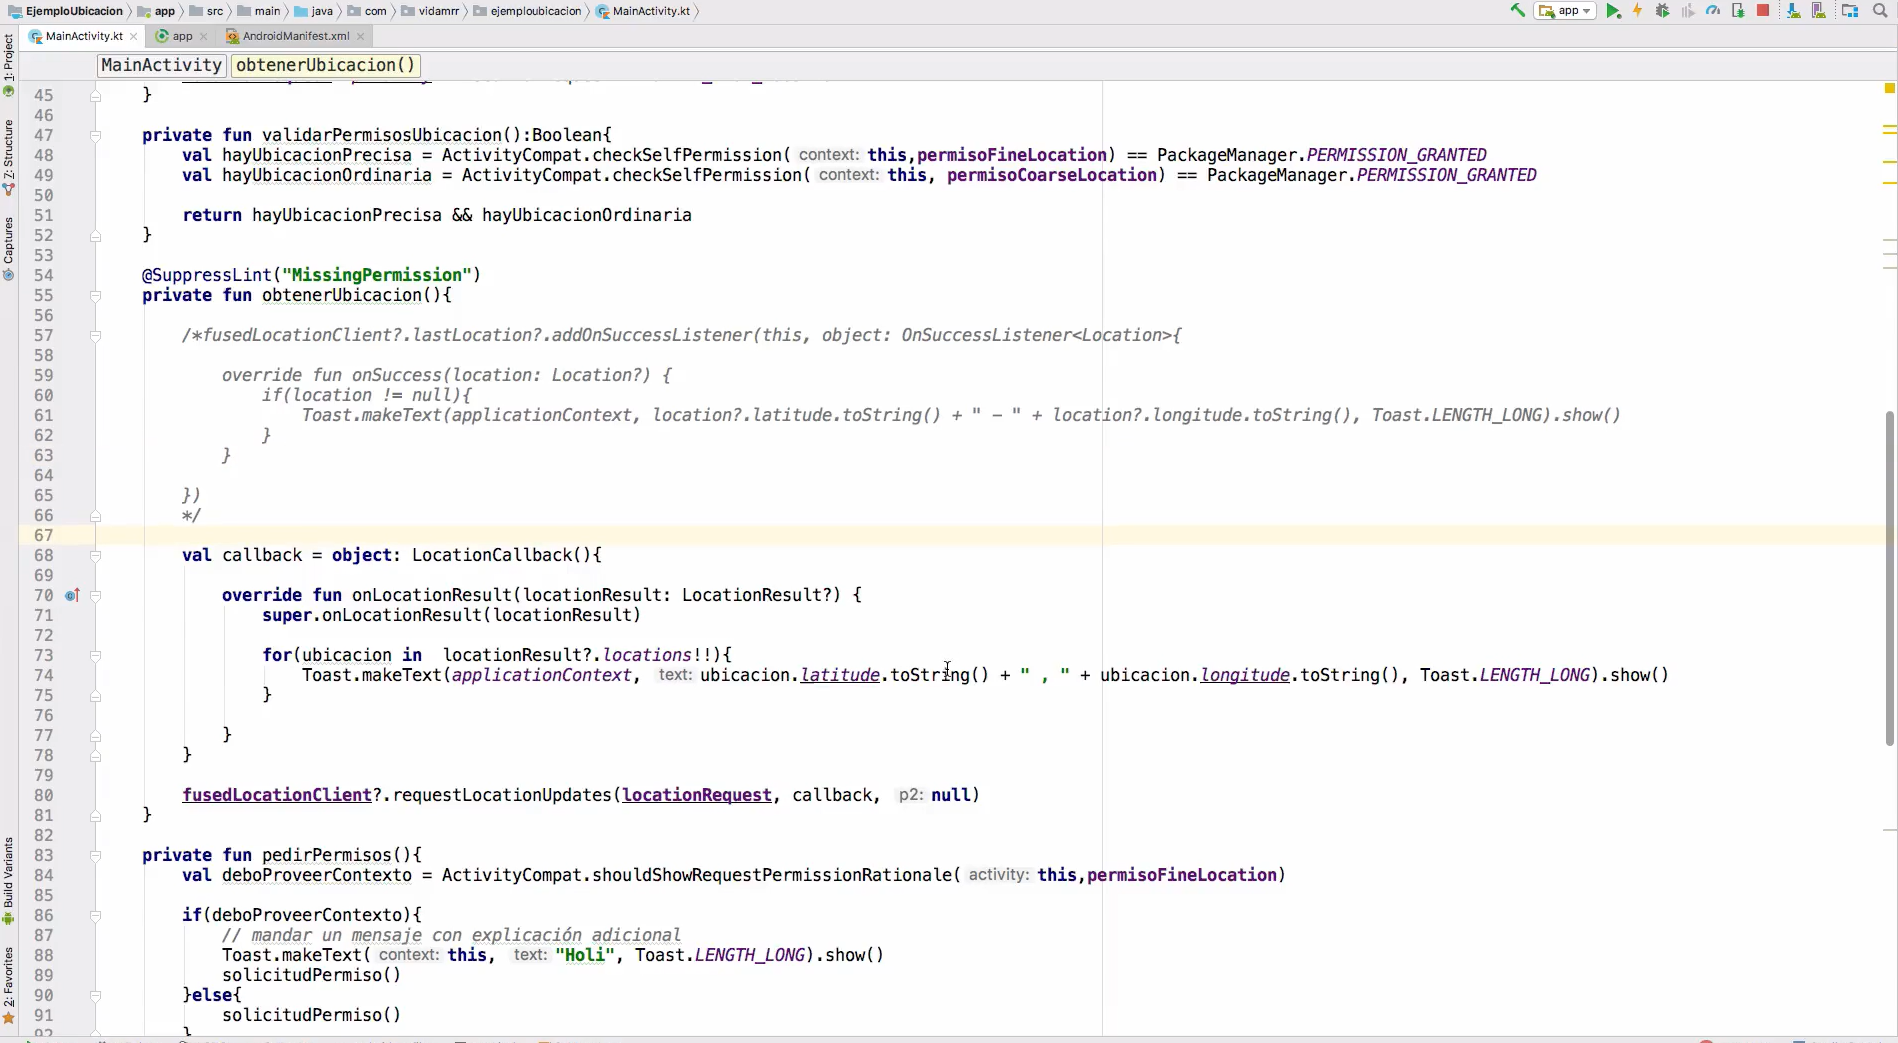 EjemploUbicacion app src main java com vidamrr ejemploubicacion MainActivity.kt app
MainActivity.kt app AndroidManifest.xml
MainActivity obtenerUbicacion()
1: Project
Z: Structure
Captures
Build Variants
2: Favorites
45 }
46
47 private fun validarPermisosUbicacion():Boolean{
48 val hayUbicacionPrecisa = ActivityCompat.checkSelfPermission( context: this,permisoFineLocation) == PackageManager.PERMISSION_GRANTED
49 val hayUbicacionOrdinaria = ActivityCompat.checkSelfPermission( context: this, permisoCoarseLocation) == PackageManager.PERMISSION_GRANTED
50
51 return hayUbicacionPrecisa && hayUbicacionOrdinaria
52 }
53
54 @SuppressLint("MissingPermission")
55 private fun obtenerUbicacion(){
56
57 /*fusedLocationClient?.lastLocation?.addOnSuccessListener(this, object: OnSuccessListener<Location>{
58
59 override fun onSuccess(location: Location?) {
60 if(location != null){
61 Toast.makeText(applicationContext, location?.latitude.toString() + " - " + location?.longitude.toString(), Toast.LENGTH_LONG).show()
62 }
63 }
64
65 })
66 */
67
68 val callback = object: LocationCallback(){
69
70 override fun onLocationResult(locationResult: LocationResult?) {
71 super.onLocationResult(locationResult)
72
73 for(ubicacion in locationResult?.locations!!){
74 Toast.makeText(applicationContext, text: ubicacion.latitude.toString() + " , " + ubicacion.longitude.toString(), Toast.LENGTH_LONG).show()
75 }
76
77 }
78 }
79
80 fusedLocationClient?.requestLocationUpdates(locationRequest, callback, p2: null)
81 }
82
83 private fun pedirPermisos(){
84 val deboProveerContexto = ActivityCompat.shouldShowRequestPermissionRationale( activity: this,permisoFineLocation)
85
86 if(deboProveerContexto){
87 // mandar un mensaje con explicación adicional
88 Toast.makeText( context: this, text: "Holi", Toast.LENGTH_LONG).show()
89 solicitudPermiso()
90 }else{
91 solicitudPermiso()
92 }